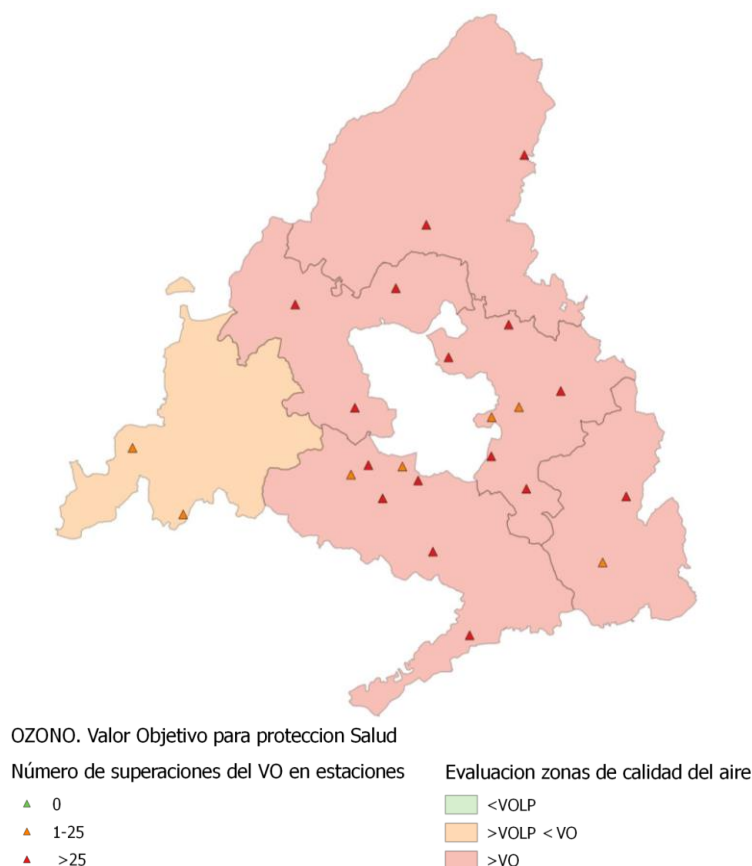 OZONO. Valor Objetivo para proteccion Salud
Número de superaciones del VO en estaciones
0
1-25
>25
Evaluacion zonas de calidad del aire
<VOLP
>VOLP < VO
>VO